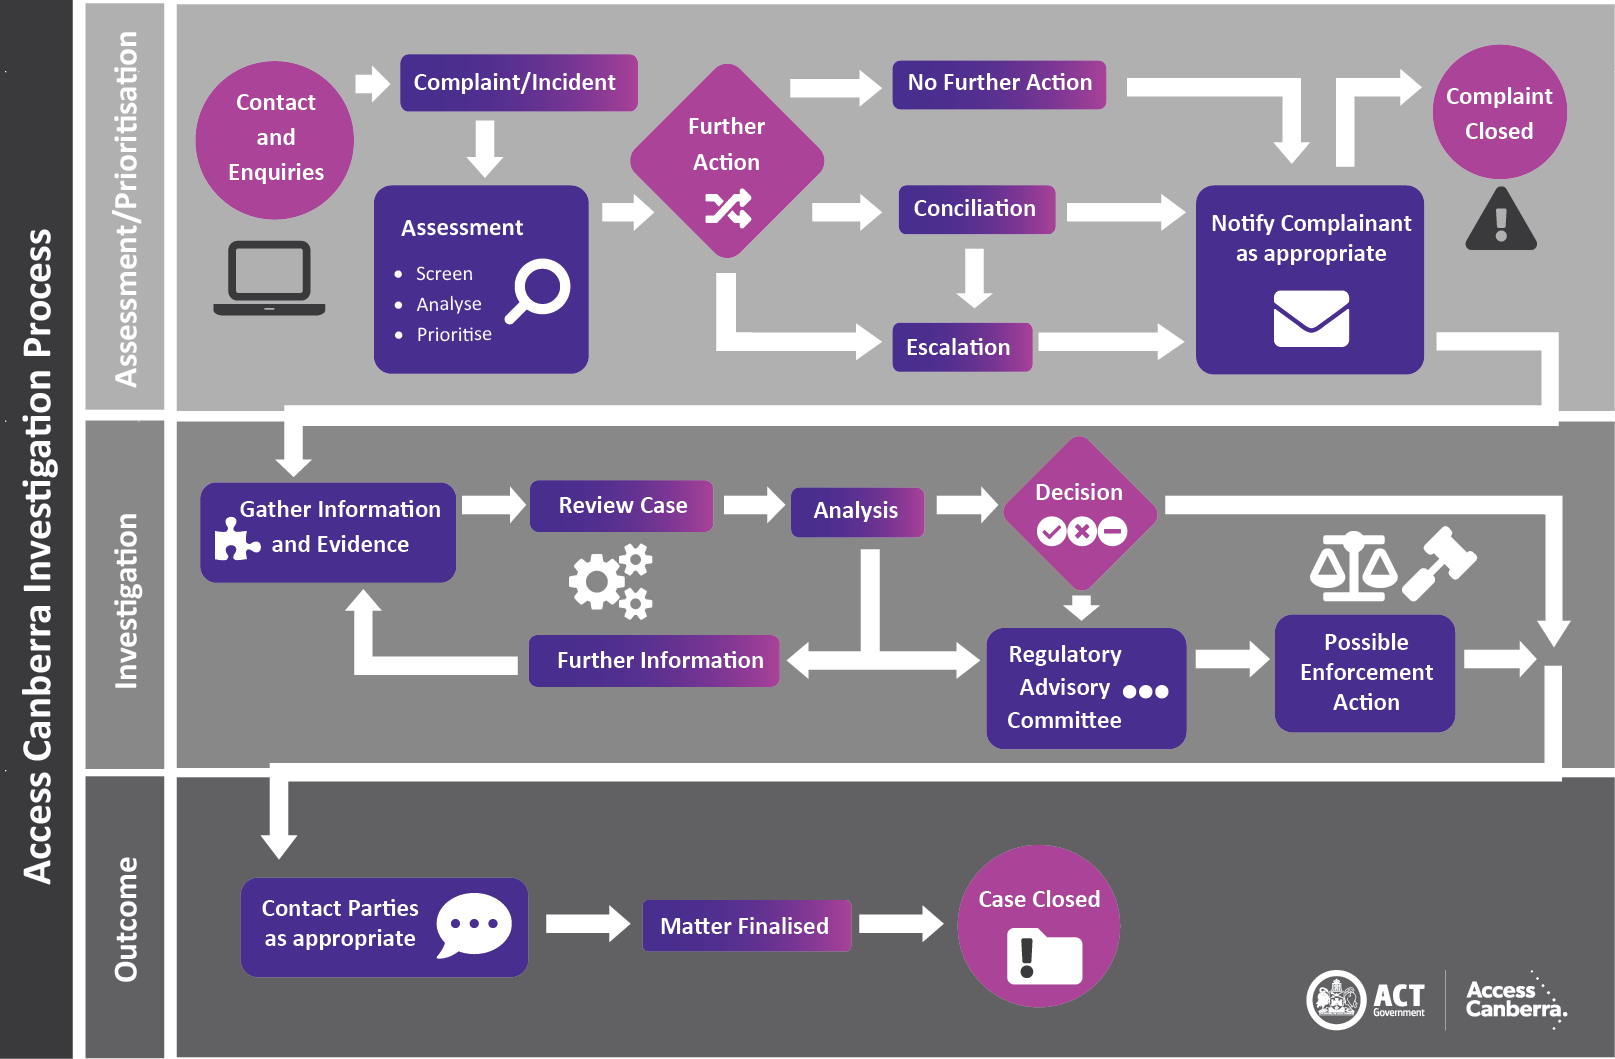 Access Canberra Investigation Process
Assessment/Prioritisation
Contact
and
Enquiries
Complaint/Incident
Assessment
• Screen
• Analyse
• Prioritise
Further
Action
No Further Action
Conciliation
Escalation
Notify Complainant
as appropriate
Complaint
Closed
Investigation
Gather Information
and Evidence
Review Case
Analysis
Decision
Further Information
Regulatory
Advisory
Committee
Possible
Enforcement
Action
Outcome
Contact Parties
as appropriate
Matter Finalised
Case Closed
ACT
Government
Access
Canberra.